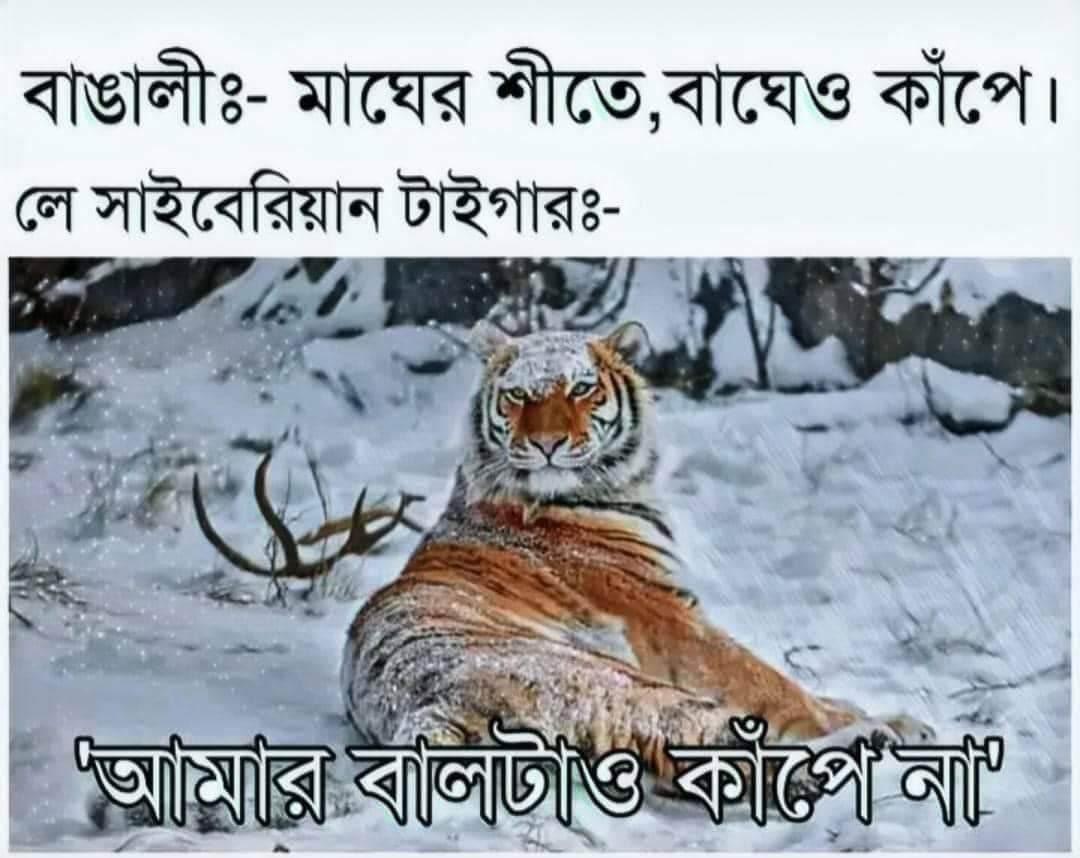 বাঙালীঃ- মাঘের শীতে,বাঘেও কাঁপে।
লে সাইবেরিয়ান টাইগারঃ-
'আমার বালটাও কাঁপে না'